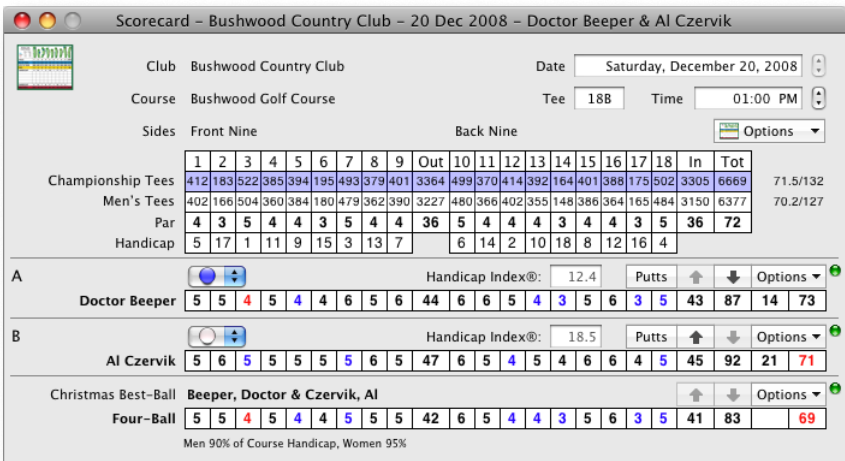 Scorecard – Bushwood Country Club – 20 Dec 2008 – Doctor Beeper & Al Czervik
Club Bushwood Country Club Date Saturday, December 20, 2008
Course Bushwood Golf Course Tee 18B Time 01:00 PM
Sides Front Nine Back Nine Options
1 2 3 4 5 6 7 8 9 Out 10 11 12 13 14 15 16 17 18 In Tot
Championship Tees 412 183 522 385 394 195 493 379 401 3364 499 370 414 392 164 401 388 175 502 3305 6669 71.5/132
Men's Tees 402 166 504 360 384 180 479 362 390 3227 480 366 402 355 148 386 364 165 484 3150 6377 70.2/127
Par 4 3 5 4 4 3 5 4 4 36 5 4 4 4 3 4 4 3 5 36 72
Handicap 5 17 1 11 9 15 3 13 7 6 14 2 10 18 8 12 16 4
A Handicap Index®: 12.4 Putts Options
Doctor Beeper 5 5 4 5 4 4 6 5 6 44 6 6 5 4 3 5 6 3 5 43 87 14 73
B Handicap Index®: 18.5 Putts Options
Al Czervik 5 6 5 5 5 5 5 6 5 47 6 5 4 5 4 6 6 4 5 45 92 21 71
Christmas Best-Ball Beeper, Doctor & Czervik, Al Options
Four-Ball 5 5 4 5 4 4 5 5 5 42 6 5 4 4 3 5 6 3 5 41 83 69
Men 90% of Course Handicap, Women 95%